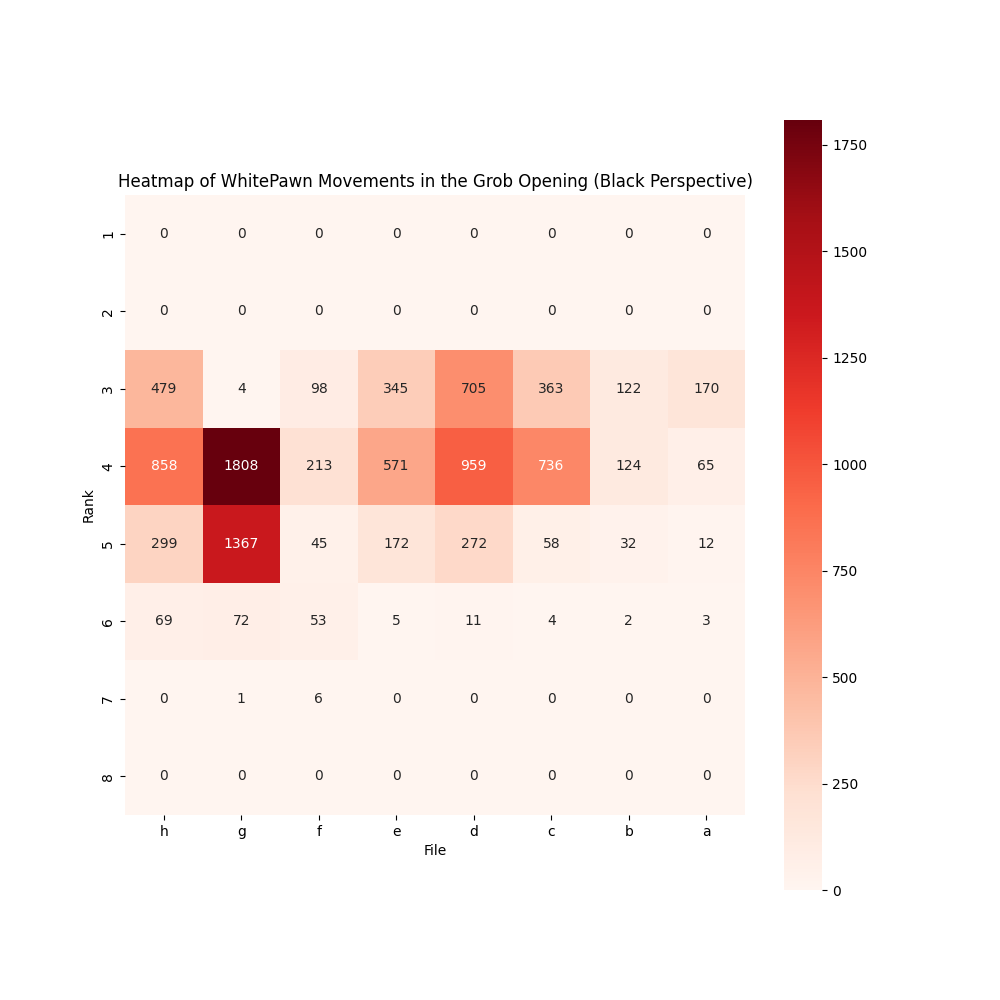 Heatmap of WhitePawn Movements in the Grob Opening (Black Perspective)
1 0 0 0 0 0 0 0 0
2 0 0 0 0 0 0 0 0
3 479 4 98 345 705 363 122 170
4 858 1808 213 571 959 736 124 65
5 299 1367 45 172 272 58 32 12
6 69 72 53 5 11 4 2 3
7 0 1 6 0 0 0 0 0
8 0 0 0 0 0 0 0 0
Rank
h g f e d c b a
File
1750
1500
1250
1000
750
500
250
0